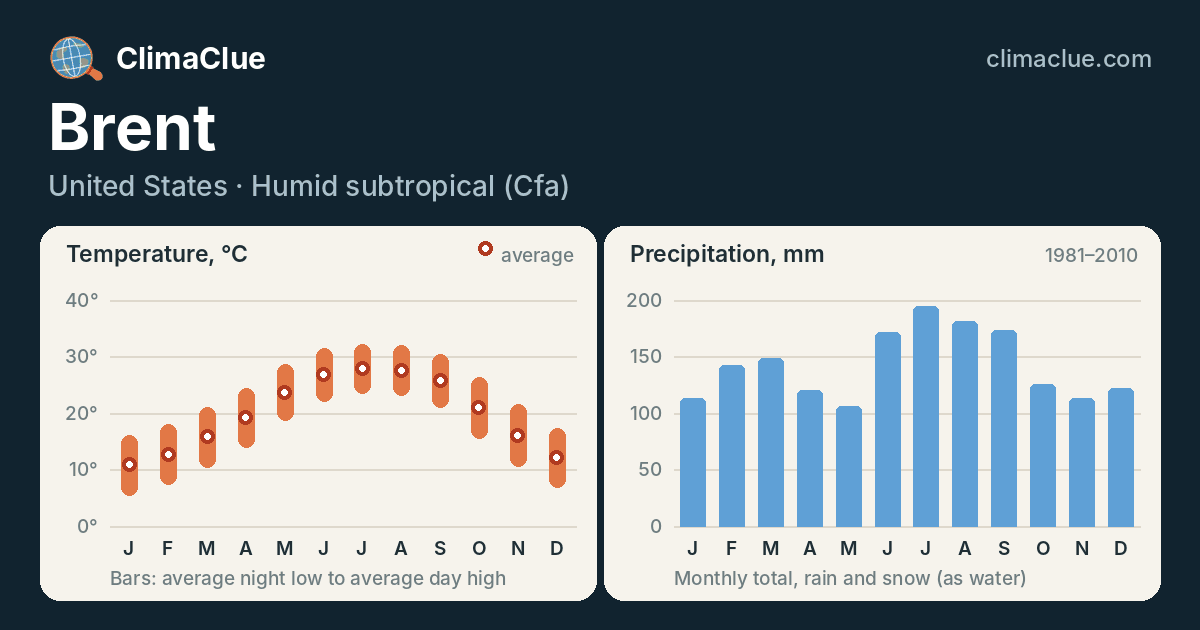 ClimaClue
climaclue.com
Brent
United States · Humid subtropical (Cfa)
Temperature, °C
average
40°
30°
20°
10°
0°
J F M A M J J A S O N D
Bars: average night low to average day high
Precipitation, mm
1981–2010
200
150
100
50
0
J F M A M J J A S O N D
Monthly total, rain and snow (as water)